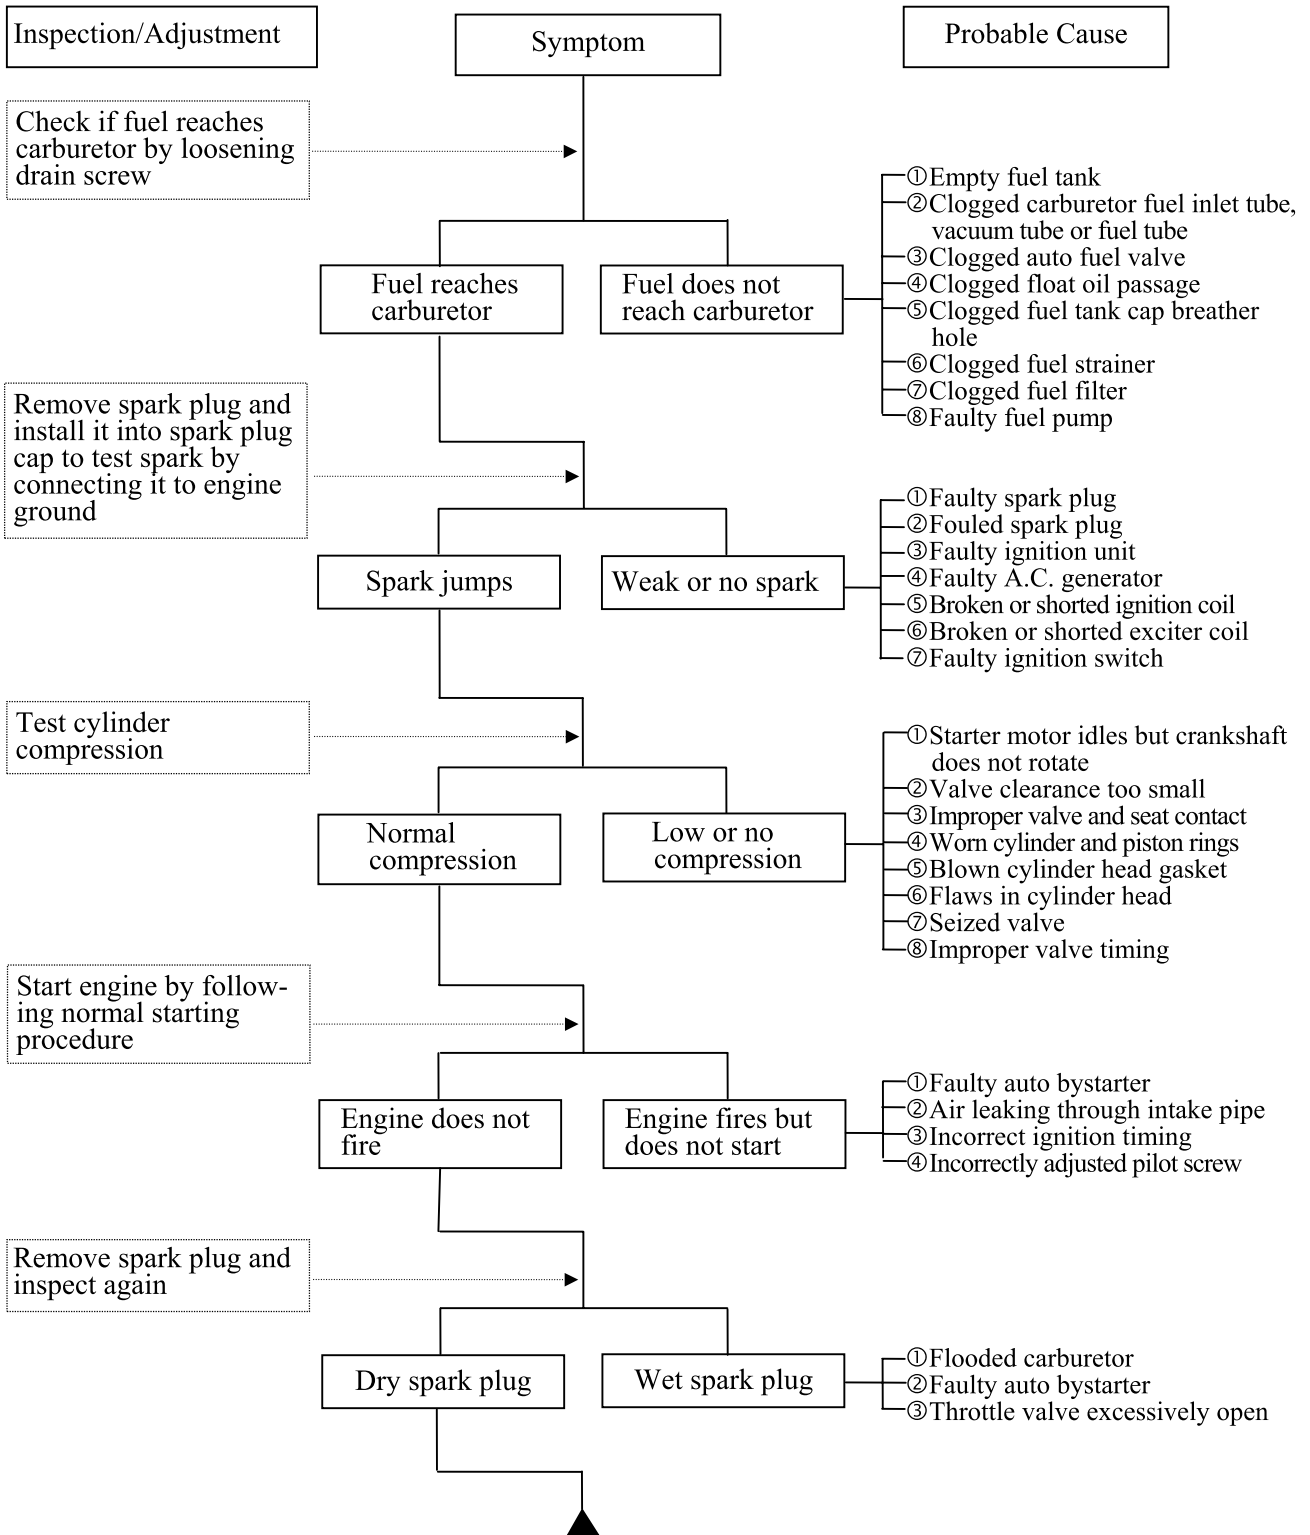 Inspection/Adjustment
Symptom
Probable Cause
Check if fuel reaches
carburetor by loosening
drain screw
Fuel reaches
carburetor
Fuel does not
reach carburetor
①Empty fuel tank
②Clogged carburetor fuel inlet tube,
vacuum tube or fuel tube
③Clogged auto fuel valve
④Clogged float oil passage
⑤Clogged fuel tank cap breather
hole
⑥Clogged fuel strainer
⑦Clogged fuel filter
⑧Faulty fuel pump
Remove spark plug and
install it into spark plug
cap to test spark by
connecting it to engine
ground
Spark jumps
Weak or no spark
①Faulty spark plug
②Fouled spark plug
③Faulty ignition unit
④Faulty A.C. generator
⑤Broken or shorted ignition coil
⑥Broken or shorted exciter coil
⑦Faulty ignition switch
Test cylinder
compression
Normal
compression
Low or no
compression
①Starter motor idles but crankshaft
does not rotate
②Valve clearance too small
③Improper valve and seat contact
④Worn cylinder and piston rings
⑤Blown cylinder head gasket
⑥Flaws in cylinder head
⑦Seized valve
⑧Improper valve timing
Start engine by follow-
ing normal starting
procedure
Engine does not
fire
Engine fires but
does not start
①Faulty auto bystarter
②Air leaking through intake pipe
③Incorrect ignition timing
④Incorrectly adjusted pilot screw
Remove spark plug and
inspect again
Dry spark plug
Wet spark plug
①Flooded carburetor
②Faulty auto bystarter
③Throttle valve excessively open